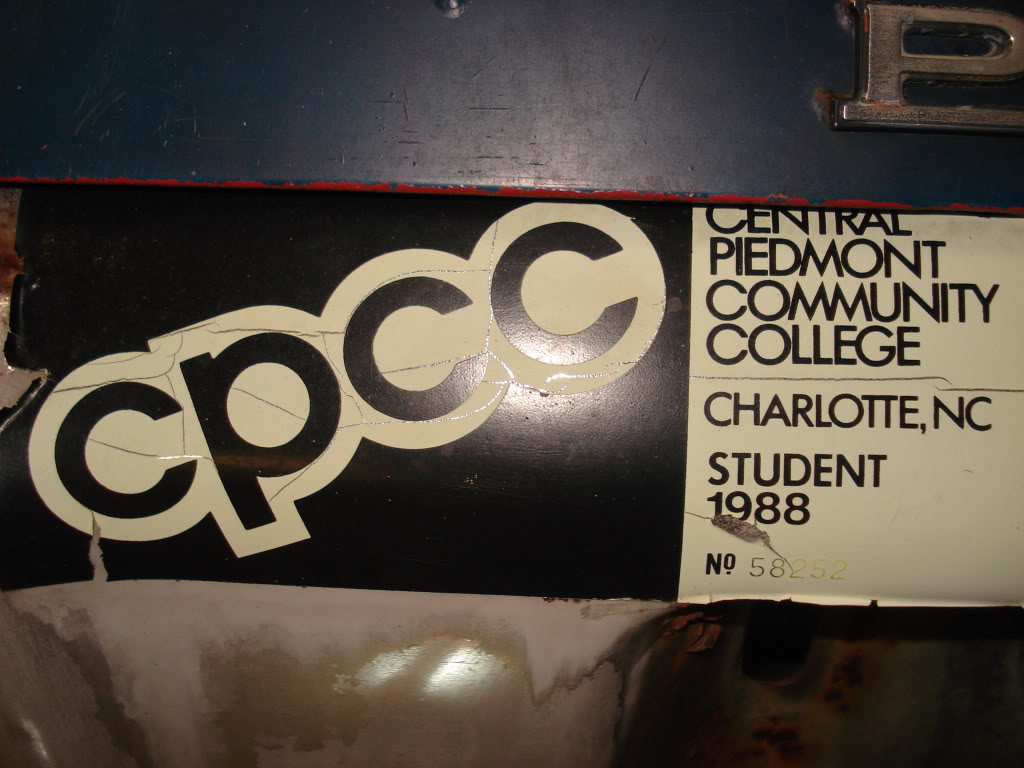 P
cpcc
CENTRAL
PIEDMONT
COMMUNITY
COLLEGE
CHARLOTTE, NC
STUDENT
1988
Nº 58252